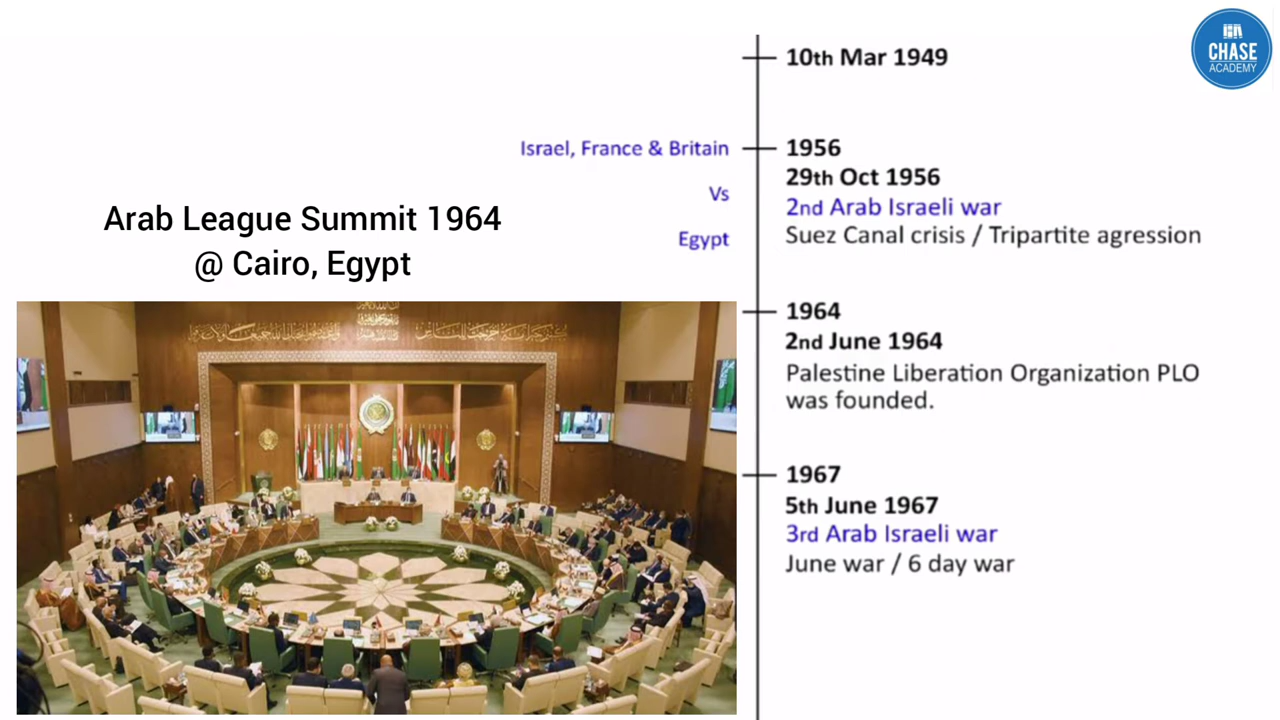 CHASE
ACADEMY
10th Mar 1949
Israel, France & Britain
Vs
Egypt
1956
29th Oct 1956
2nd Arab Israeli war
Suez Canal crisis / Tripartite agression
Arab League Summit 1964
@ Cairo, Egypt
1964
2nd June 1964
Palestine Liberation Organization PLO
was founded.
1967
5th June 1967
3rd Arab Israeli war
June war / 6 day war